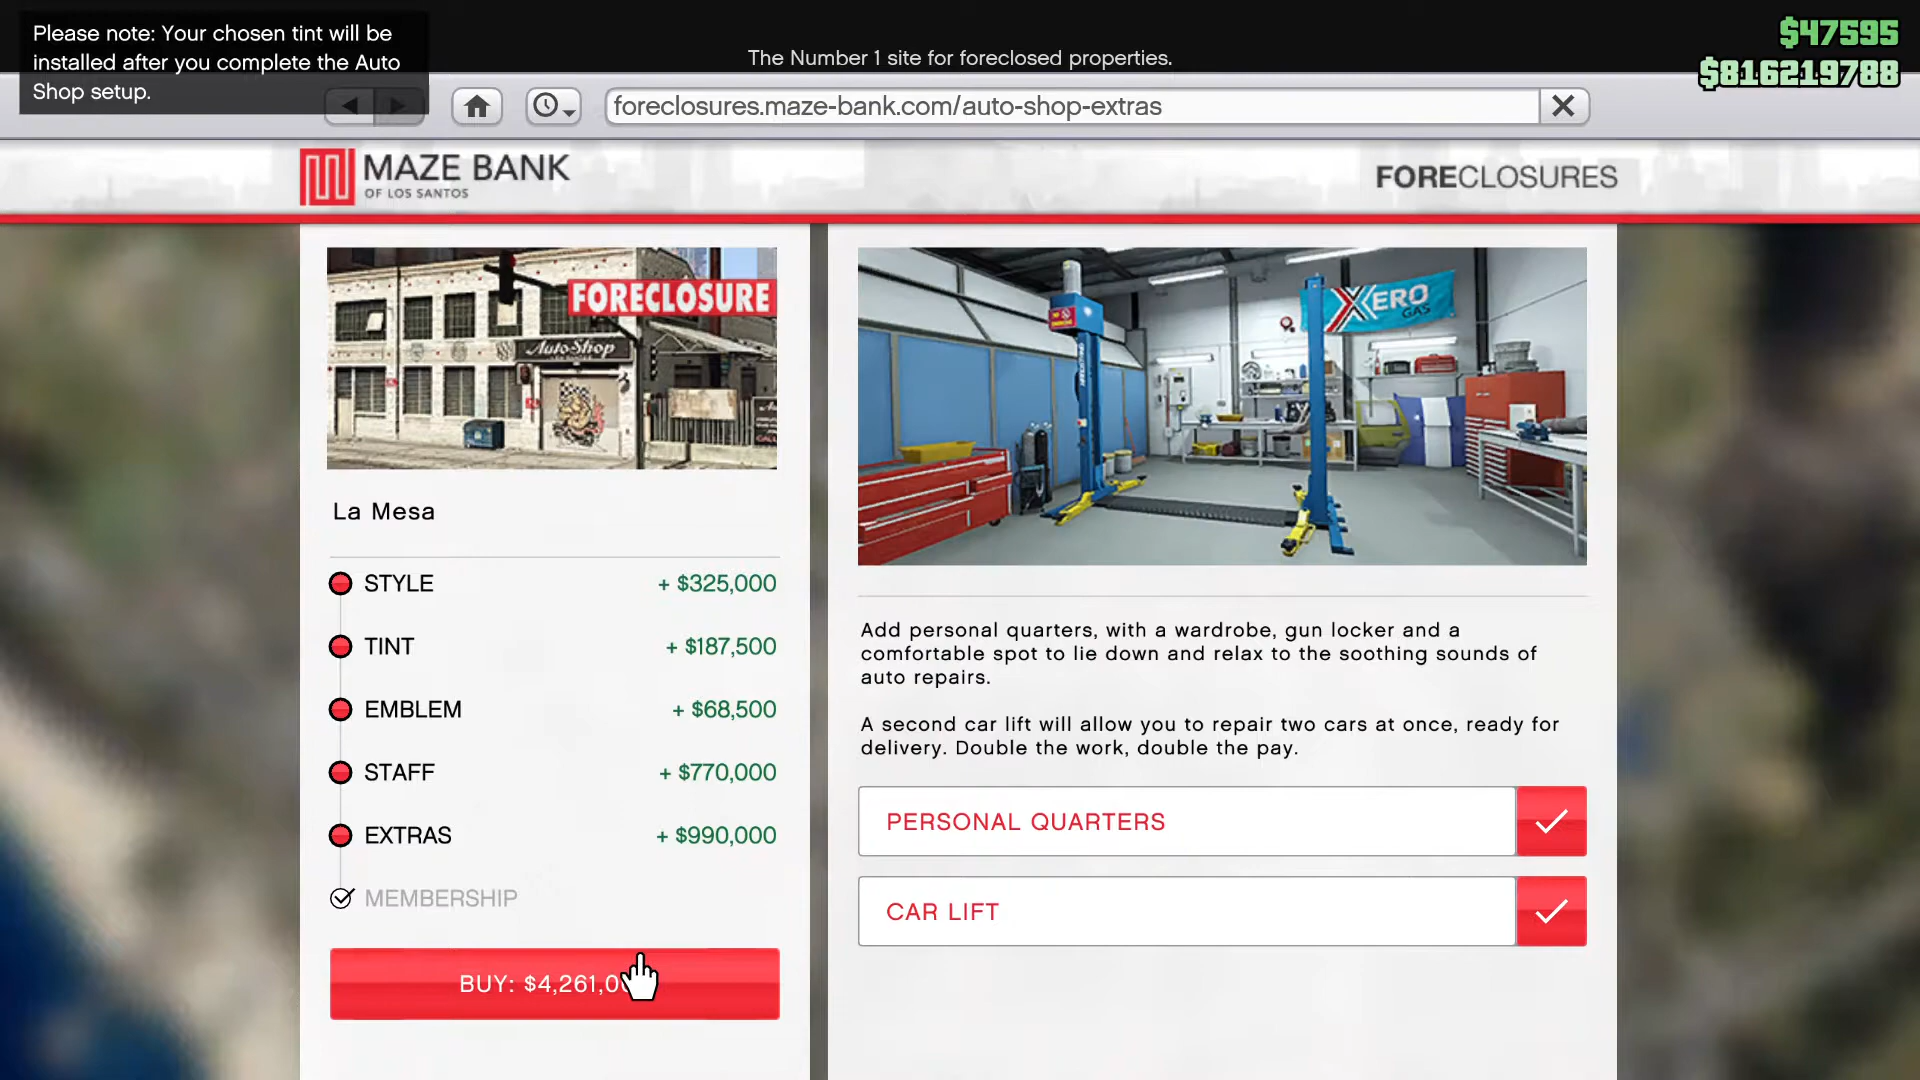 Please note: Your chosen tint will be
installed after you complete the Auto
Shop setup.
The Number 1 site for foreclosed properties.
$47595
$816219788
foreclosures.maze-bank.com/auto-shop-extras
MAZE BANK
OF LOS SANTOS
FORECLOSURES
FORECLOSURE
Auto Shop
XERO
GAS
La Mesa
STYLE + $325,000
TINT + $187,500
EMBLEM + $68,500
STAFF + $770,000
EXTRAS + $990,000
MEMBERSHIP
BUY: $4,261,0
Add personal quarters, with a wardrobe, gun locker and a
comfortable spot to lie down and relax to the soothing sounds of
auto repairs.
A second car lift will allow you to repair two cars at once, ready for
delivery. Double the work, double the pay.
PERSONAL QUARTERS
CAR LIFT